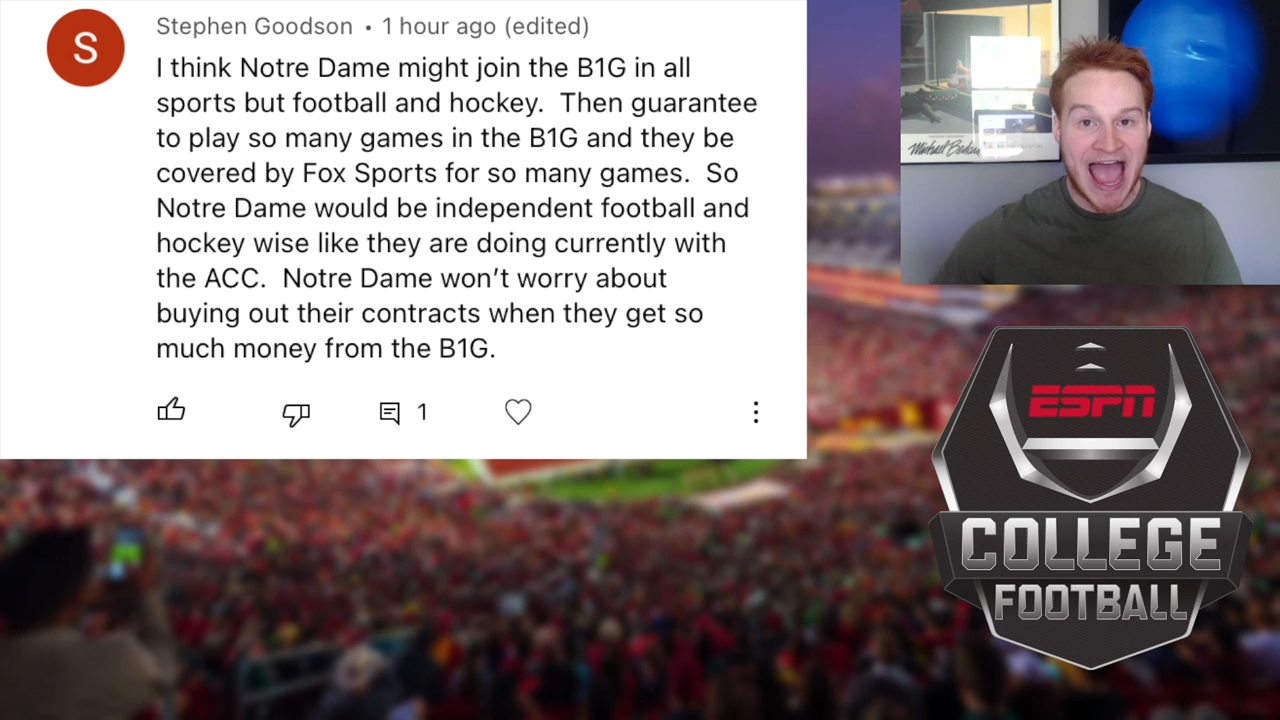 S
Stephen Goodson • 1 hour ago (edited)
I think Notre Dame might join the B1G in all
sports but football and hockey.  Then guarantee
to play so many games in the B1G and they be
covered by Fox Sports for so many games.  So
Notre Dame would be independent football and
hockey wise like they are doing currently with
the ACC.  Notre Dame won’t worry about
buying out their contracts when they get so
much money from the B1G.
1
ESPN
COLLEGE
FOOTBALL